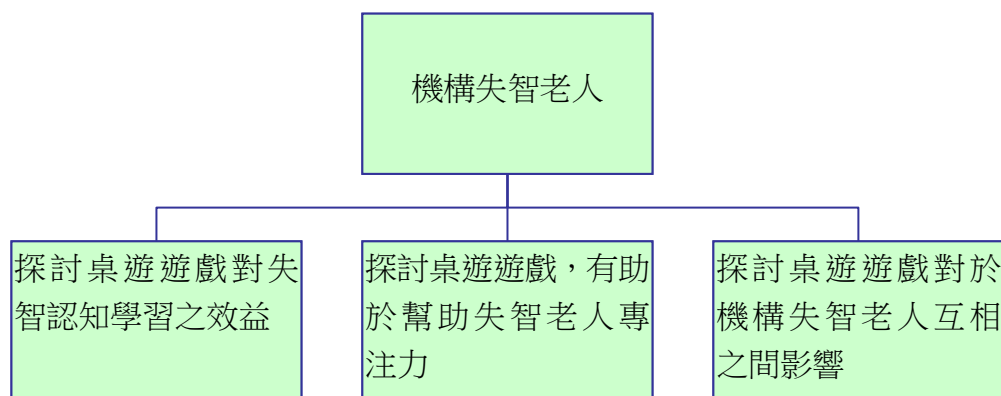 機構失智老人
探討桌遊遊戲對失
智認知學習之效益
探討桌遊遊戲，有助
於幫助失智老人專
注力
探討桌遊遊戲對於
機構失智老人互相
之間影響